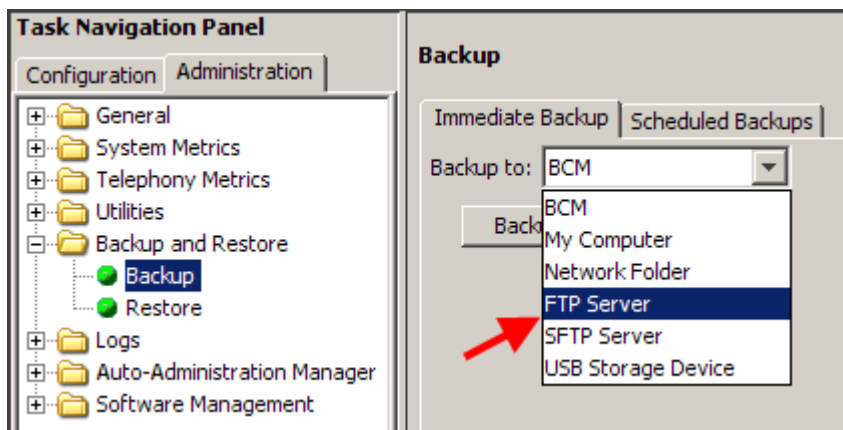 Task Navigation Panel
Configuration
Administration
General
System Metrics
Telephony Metrics
Utilities
Backup and Restore
Backup
Restore
Logs
Auto-Administration Manager
Software Management
Backup
Immediate Backup
Scheduled Backups
Backup to: BCM
BCM
My Computer
Network Folder
FTP Server
SFTP Server
USB Storage Device